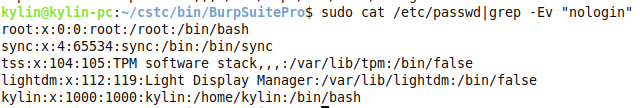 kylin@kylin-pc:~/cstc/bin/BurpSuitePro$ sudo cat /etc/passwd|grep -Ev "nologin"
root:x:0:0:root:/root:/bin/bash
sync:x:4:65534:sync:/bin:/bin/sync
tss:x:104:105:TPM software stack,,,:/var/lib/tpm:/bin/false
lightdm:x:112:119:Light Display Manager:/var/lib/lightdm:/bin/false
kylin:x:1000:1000:kylin:/home/kylin:/bin/bash